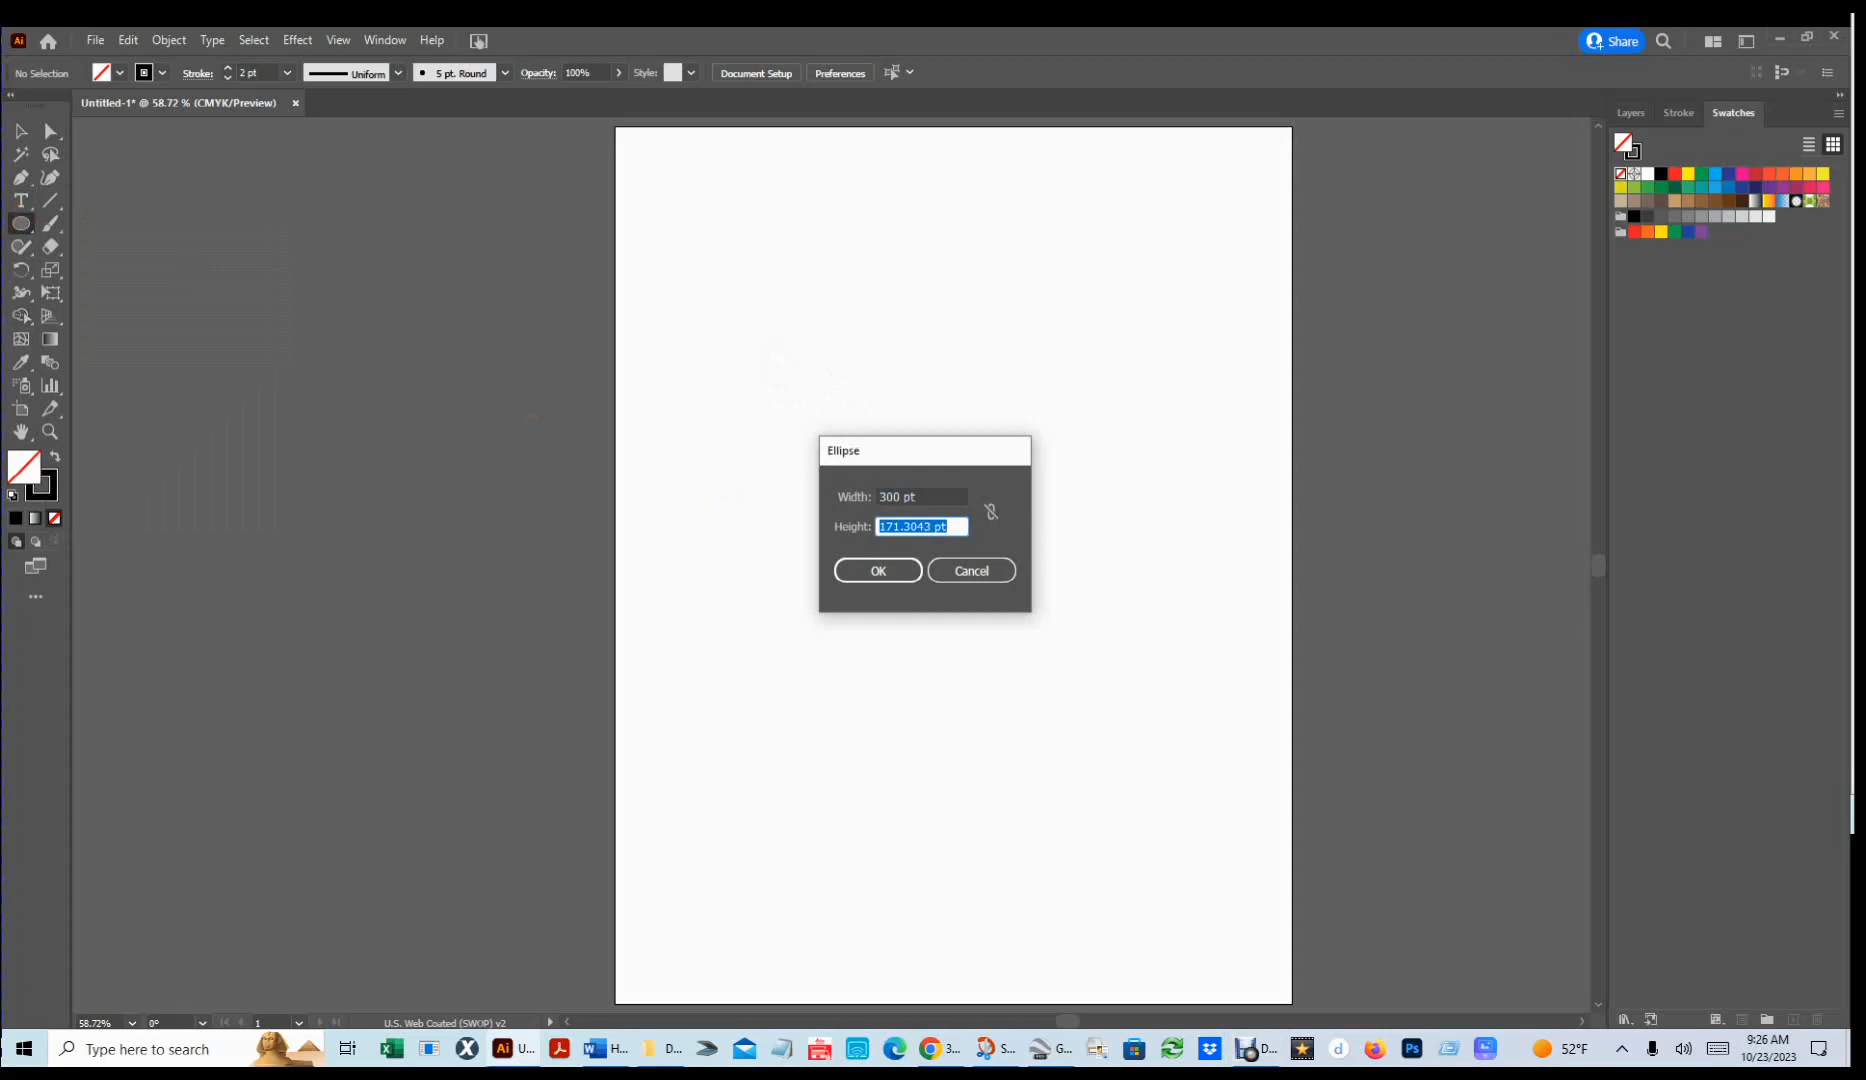 Ai File Edit Object Type Select Effect View Window Help Share
No Selection Stroke: 2 pt Uniform 5 pt. Round Opacity: 100% Style: Document Setup Preferences
Untitled-1* @ 58.72 % (CMYK/Preview) ×
Layers Stroke Swatches
Ellipse
Width: 300 pt
Height: 171.3043 pt
OK Cancel
58.72% 0° 1 U.S. Web Coated (SWOP) v2
Type here to search Ai U... H... D... 3... S... G... D... d Ps 52°F 9:26 AM
10/23/2023